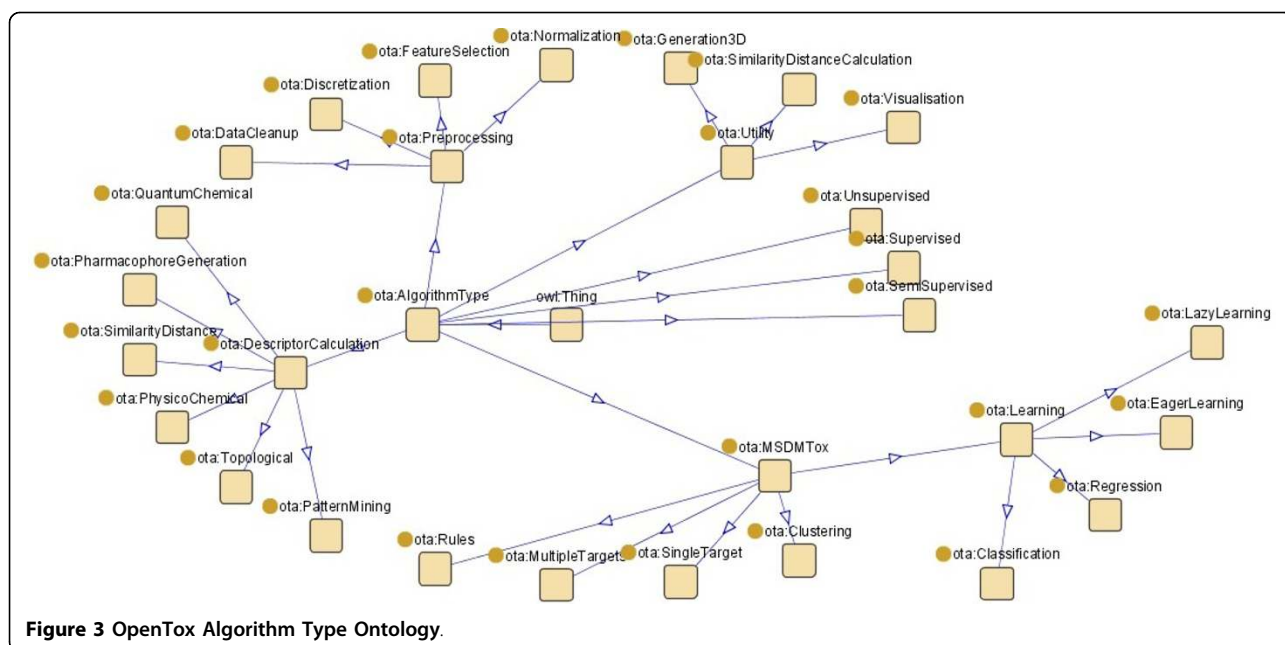 ota:Normalization
ota:Generation3D
ota:FeatureSelection
ota:SimilarityDistanceCalculation
ota:Discretization
ota:Visualisation
ota:DataCleanup
ota:Preprocessing
ota:Utility
ota:QuantumChemical
ota:Unsupervised
ota:Supervised
ota:PharmacophoreGeneration
ota:AlgorithmType
owl:Thing
ota:SemiSupervised
ota:LazyLearning
ota:SimilarityDistance
ota:DescriptorCalculation
ota:PhysicoChemical
ota:Learning
ota:EagerLearning
ota:MSDMTox
ota:Topological
ota:Regression
ota:PatternMining
ota:Rules
ota:MultipleTargets
ota:SingleTarget
ota:Clustering
ota:Classification
Figure 3 OpenTox Algorithm Type Ontology.